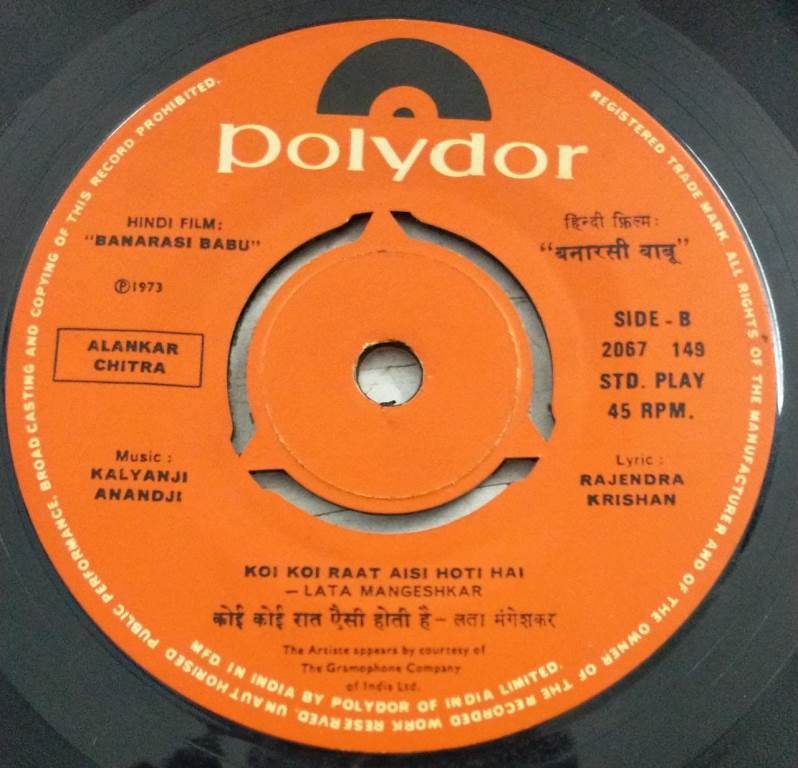 polydor
HINDI FILM:
"BANARASI BABU"
Ⓟ1973
ALANKAR
CHITRA
Music :
KALYANJI
ANANDJI
हिन्दी फ़िल्म:
“बनारसी बाबू”
SIDE - B
2067 149
STD. PLAY
45 RPM.
Lyric :
RAJENDRA
KRISHAN
KOI KOI RAAT AISI HOTI HAI
— LATA MANGESHKAR
कोई कोई रात ऐसी होती है – लता मंगेशकर
The Artiste appears by courtesy of
The Gramophone Company
of India Ltd.
REGISTERED TRADE MARK. ALL RIGHTS OF THE MANUFACTURER AND OF THE OWNER OF THE RECORDED WORK RESERVED. UNAUTHORISED PUBLIC PERFORMANCE. BROADCASTING AND COPYING OF THIS RECORD PROHIBITED.
MFD IN INDIA BY POLYDOR OF INDIA LIMITED.